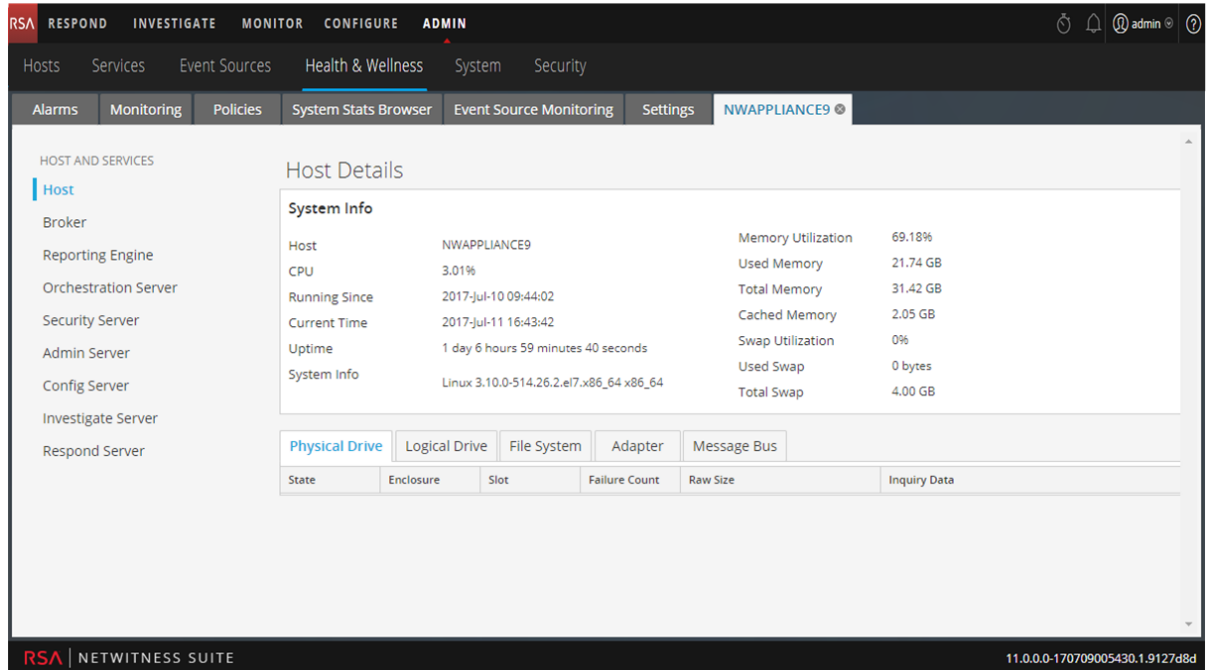 RSA RESPOND INVESTIGATE MONITOR CONFIGURE ADMIN admin ?
Hosts Services Event Sources Health & Wellness System Security
Alarms Monitoring Policies System Stats Browser Event Source Monitoring Settings NWAPPLIANCE9
HOST AND SERVICES
Host
Broker
Reporting Engine
Orchestration Server
Security Server
Admin Server
Config Server
Investigate Server
Respond Server
Host Details
System Info
Host NWAPPLIANCE9
CPU 3.01%
Running Since 2017-Jul-10 09:44:02
Current Time 2017-Jul-11 16:43:42
Uptime 1 day 6 hours 59 minutes 40 seconds
System Info Linux 3.10.0-514.26.2.el7.x86_64 x86_64
Memory Utilization 69.18%
Used Memory 21.74 GB
Total Memory 31.42 GB
Cached Memory 2.05 GB
Swap Utilization 0%
Used Swap 0 bytes
Total Swap 4.00 GB
Physical Drive Logical Drive File System Adapter Message Bus
State Enclosure Slot Failure Count Raw Size Inquiry Data
RSA NETWITNESS SUITE 11.0.0.0-170709005430.1.9127d8d